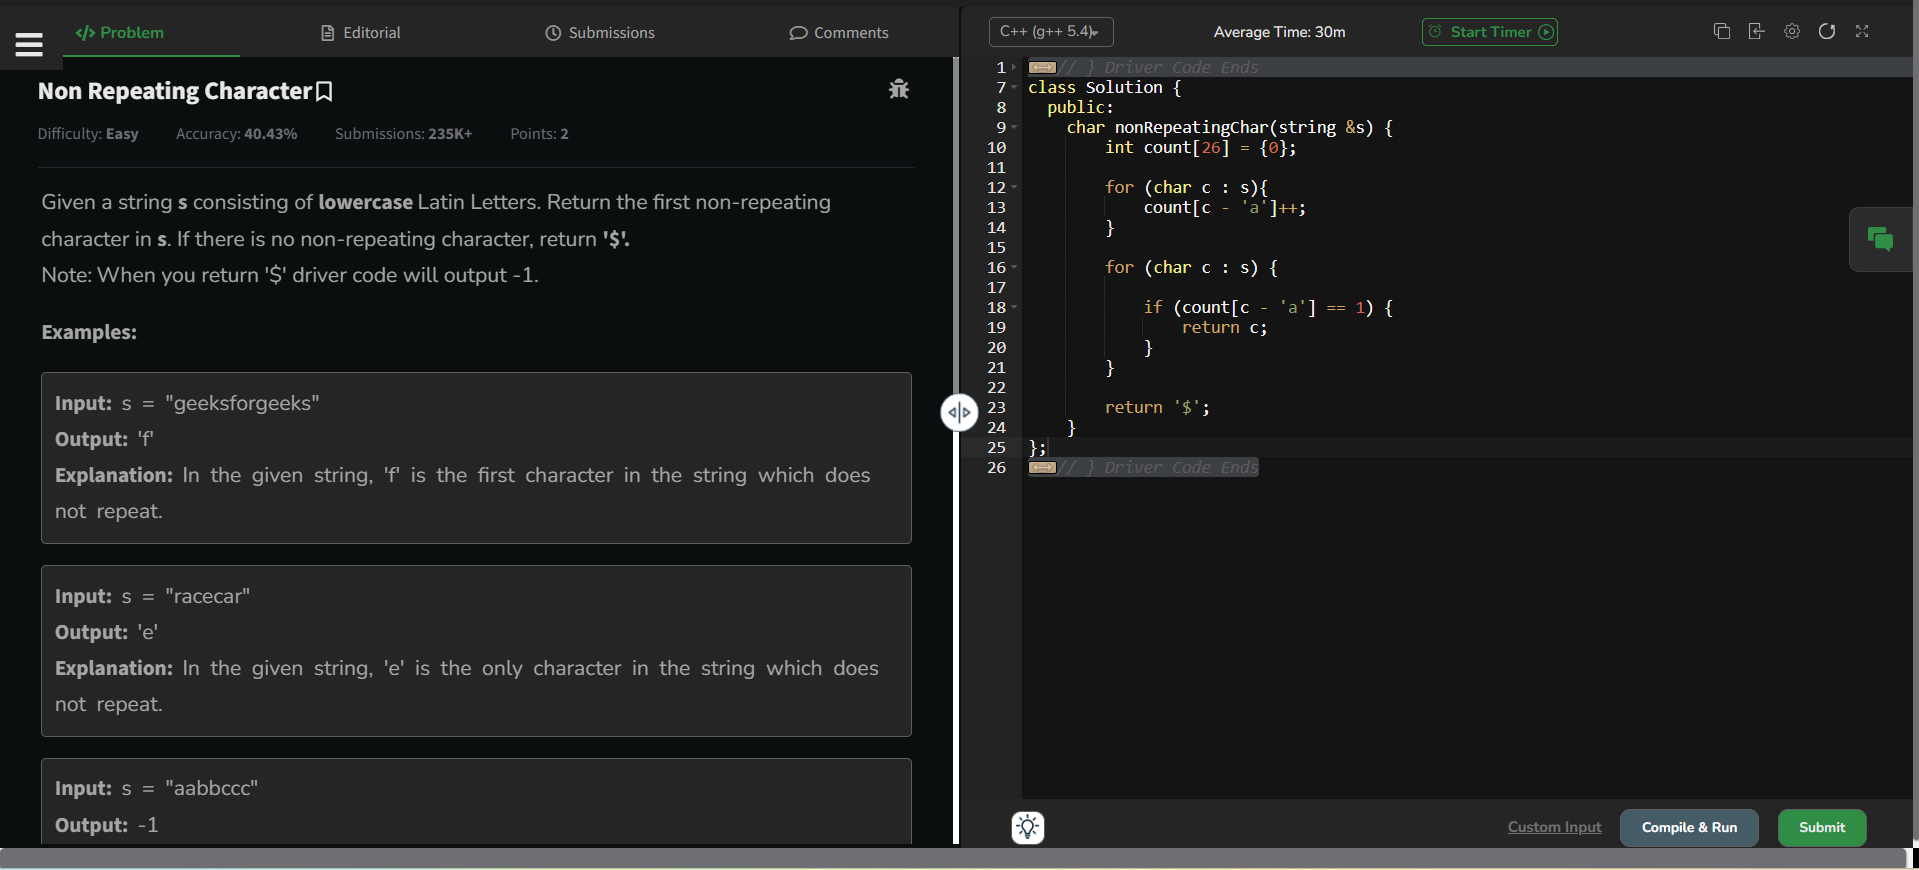 </> Problem
Editorial
Submissions
Comments
Non Repeating Character
Difficulty: Easy Accuracy: 40.43% Submissions: 235K+ Points: 2
Given a string s consisting of lowercase Latin Letters. Return the first non-repeating
character in s. If there is no non-repeating character, return '$'.
Note: When you return '$' driver code will output -1.
Examples:
Input: s = "geeksforgeeks"
Output: 'f'
Explanation: In the given string, 'f' is the first character in the string which does
not repeat.
Input: s = "racecar"
Output: 'e'
Explanation: In the given string, 'e' is the only character in the string which does
not repeat.
Input: s = "aabbccc"
Output: -1
C++ (g++ 5.4)
Average Time: 30m
Start Timer
1 // } Driver Code Ends
7 class Solution {
8 public:
9 char nonRepeatingChar(string &s) {
10 int count[26] = {0};
11
12 for (char c : s){
13 count[c - 'a']++;
14 }
15
16 for (char c : s) {
17
18 if (count[c - 'a'] == 1) {
19 return c;
20 }
21 }
22
23 return '$';
24 }
25 };
26 // } Driver Code Ends
Custom Input
Compile & Run
Submit